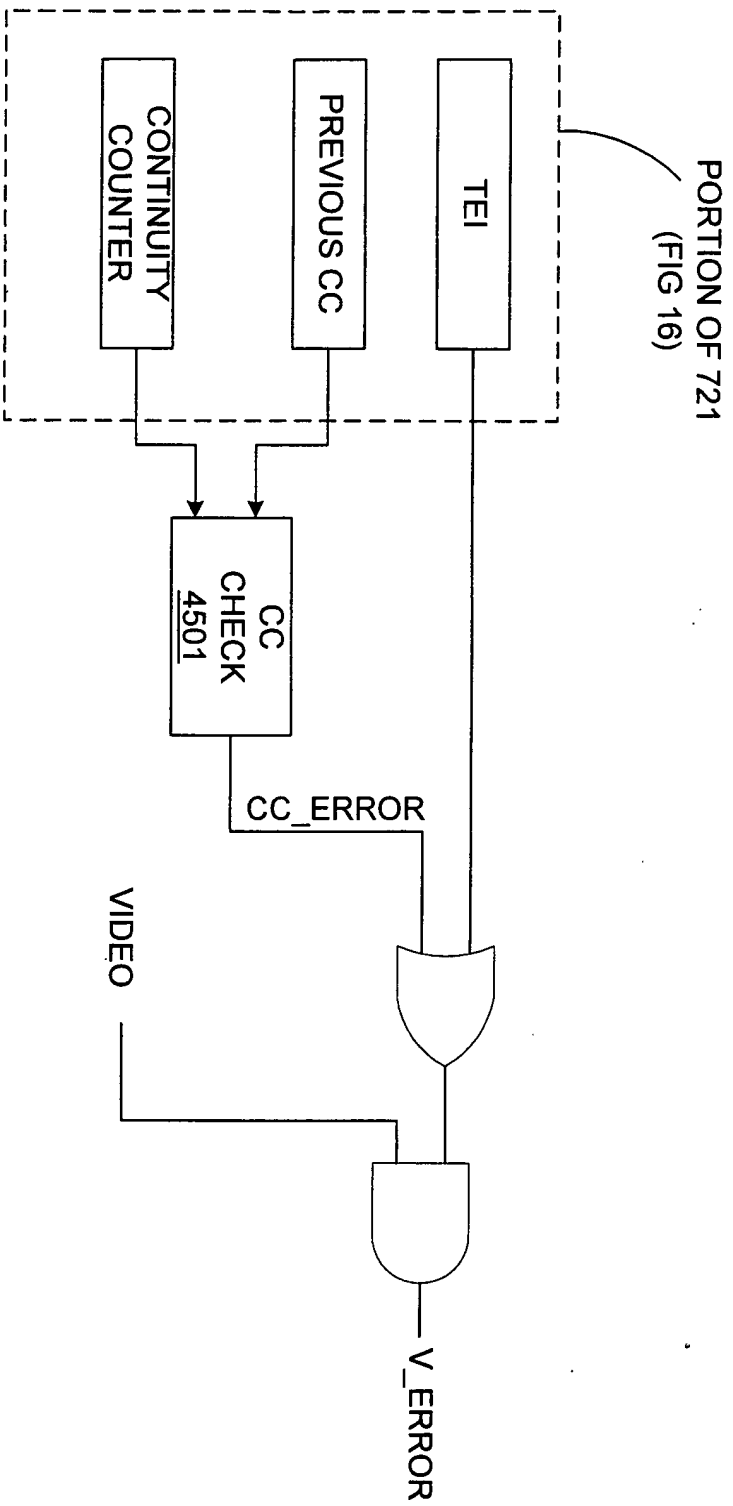 PORTION OF 721
(FIG 16)
TEI
PREVIOUS CC
CONTINUITY
COUNTER
CC
CHECK
4501
CC_ERROR
VIDEO
V_ERROR